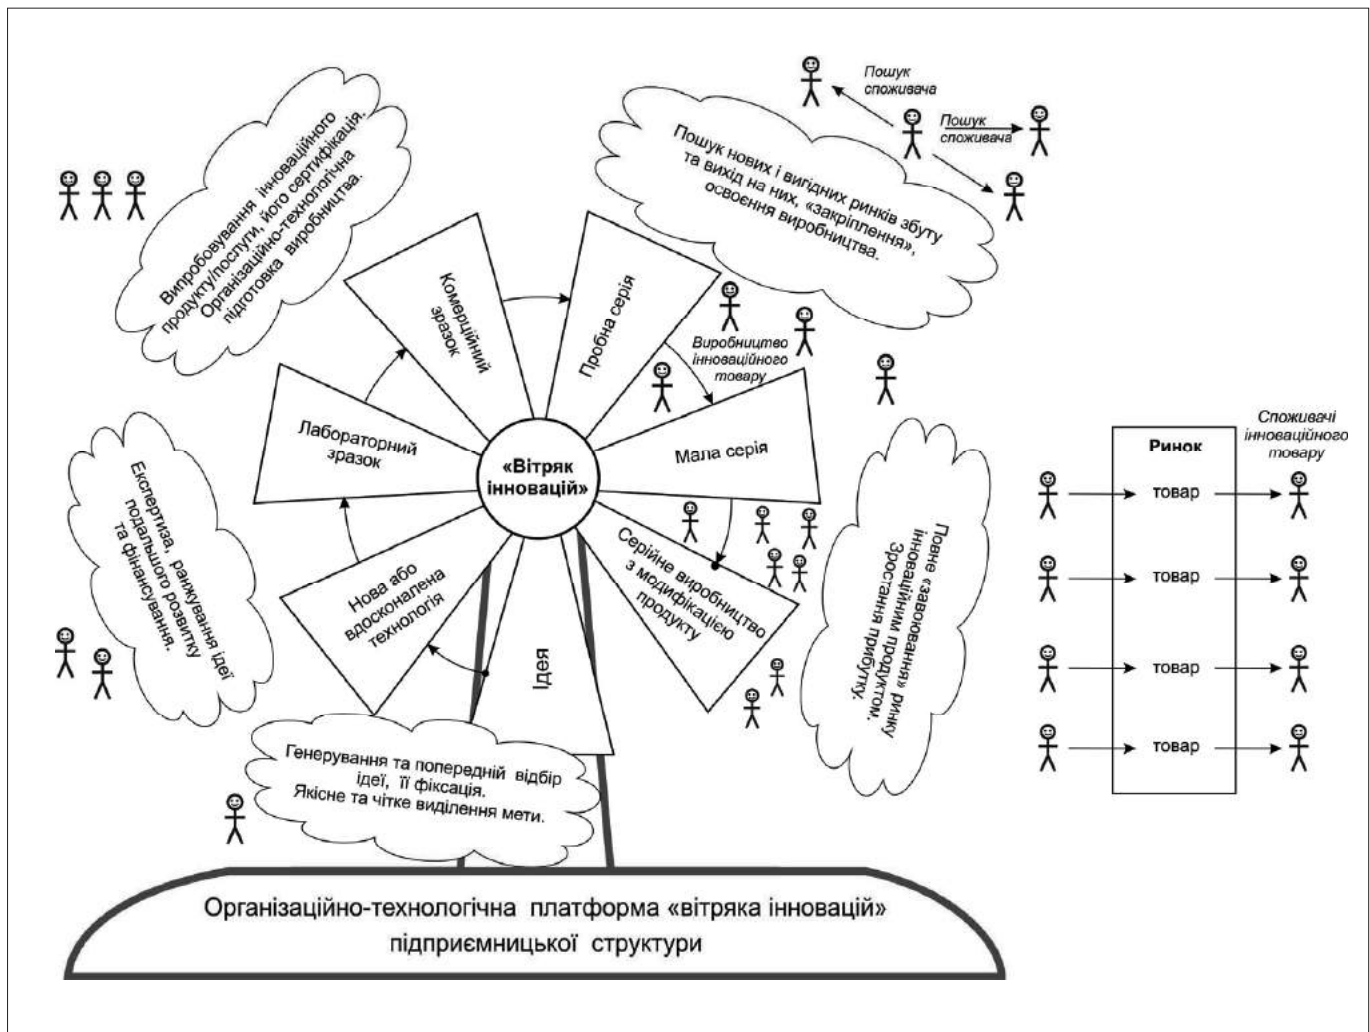 Випробовування інноваційного
продукту/послуги, його сертифікація.
Організаційно-технологічна
підготовка виробництва.
Пошук
споживача
Пошук
споживача
Пошук нових і вигідних ринків збуту
та вихід на них, «закріплення»,
освоєння виробництва.
Комерційний
зразок
Пробна серія
Виробництво
інноваційного
товару
Лабораторний
зразок
«Вітряк
інновацій»
Мала серія
Експертиза, ранжування ідеї
подальшого розвитку
та фінансування.
Нова або
вдосконалена
технологія
Ідея
Серійне виробництво
з модифікацією
продукту
Повне «завоювання» ринку
інноваційним продуктом.
Зростання прибутку.
Ринок
Споживачі
інноваційного
товару
товар
товар
товар
товар
Генерування та попередній відбір
ідеї, її фіксація.
Якісне та чітке виділення мети.
Організаційно-технологічна платформа «вітряка інновацій»
підприємницької структури